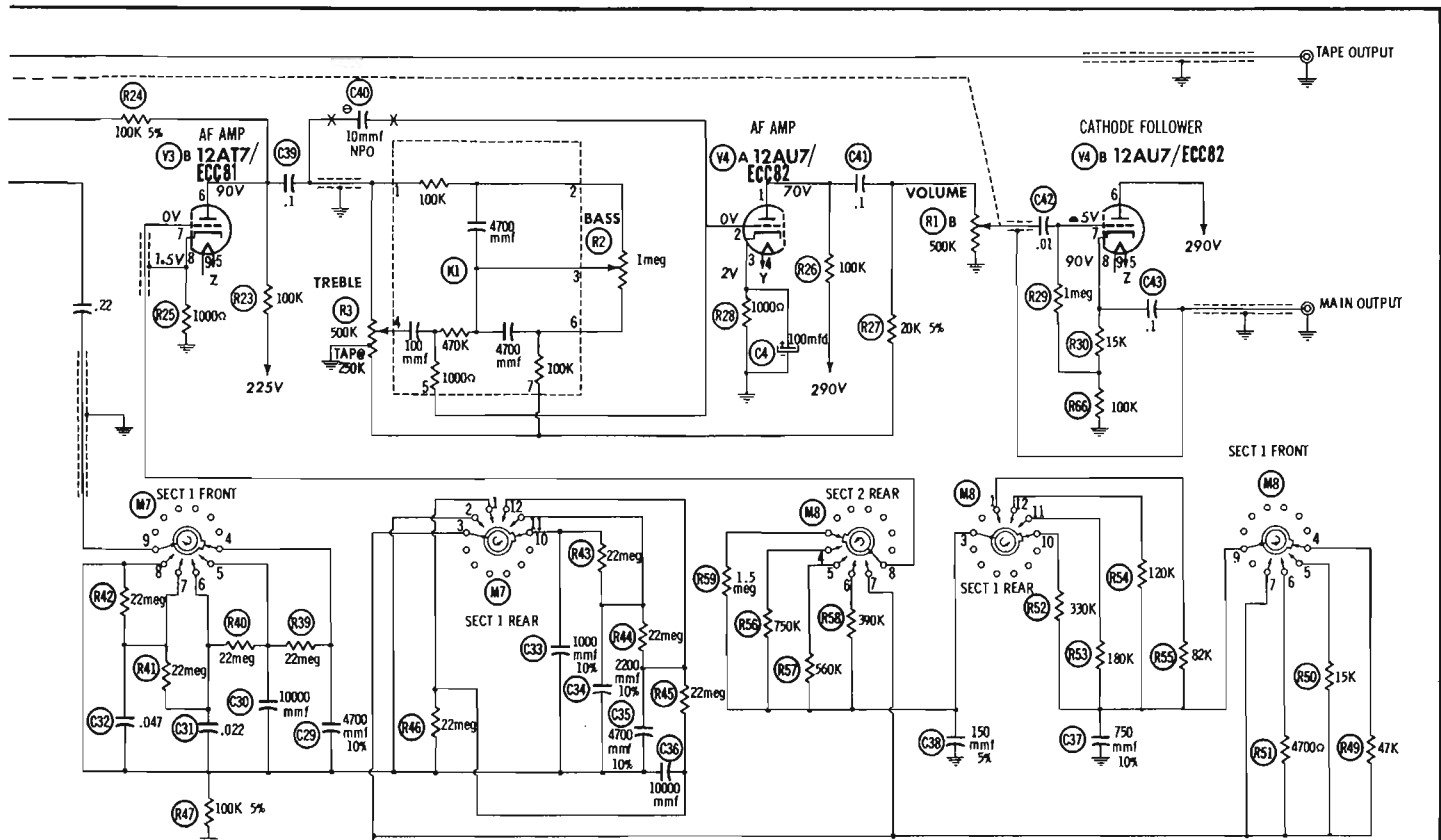 TAPE OUTPUT
R24
100K 5%
C40
10mmf
NPO
AF AMP
V3 B 12AT7/
ECC81
90V
6
C39
.1
0V
7
1.5V
8
9 5
Z
R25
1000Ω
R23
100K
225V
.22
1
100K
2
4700
mmf
K1
BASS
R2
3
1meg
TREBLE
R3
500K
TAP@
250K
4
100
mmf
470K
4700
mmf
6
1000Ω
5
100K
7
AF AMP
V4 A 12AU7/
ECC82
1
70V
C41
.1
0V
2
3
4
Y
2V
R28
1000Ω
C4
100mfd
R26
100K
290V
R27
20K 5%
VOLUME
R1 B
500K
CATHODE FOLLOWER
V4 B 12AU7/ECC82
C42
.01
6
5V
7
90V
8
9 5
Z
290V
R29
1meg
C43
.1
MAIN OUTPUT
R30
15K
R66
100K
SECT 1 FRONT
M7
9
4
8
5
7
6
R42
22meg
R41
22meg
R40
22meg
R39
22meg
C32
.047
C31
.022
C30
10000
mmf
C29
4700
mmf
10%
R47
100K 5%
1
12
2
11
3
10
M7
SECT 1 REAR
R43
22meg
C33
1000
mmf
10%
R44
22meg
C34
2200
mmf
10%
R46
22meg
C35
4700
mmf
10%
R45
22meg
C36
10000
mmf
SECT 2 REAR
M8
4
5
6
7
8
R59
1.5
meg
R56
750K
R57
560K
R58
390K
M8
1
12
11
3
10
SECT 1 REAR
R52
330K
R54
120K
R53
180K
R55
82K
C38
150
mmf
5%
C37
750
mmf
10%
SECT 1 FRONT
M8
9
4
7
6
5
R50
15K
R51
4700Ω
R49
47K